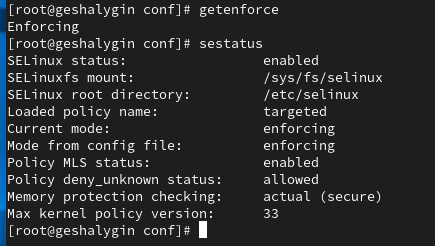 [root@geshalygin conf]# getenforce
Enforcing
[root@geshalygin conf]# sestatus
SELinux status:                 enabled
SELinuxfs mount:                /sys/fs/selinux
SELinux root directory:         /etc/selinux
Loaded policy name:             targeted
Current mode:                   enforcing
Mode from config file:          enforcing
Policy MLS status:              enabled
Policy deny_unknown status:     allowed
Memory protection checking:     actual (secure)
Max kernel policy version:      33
[root@geshalygin conf]#